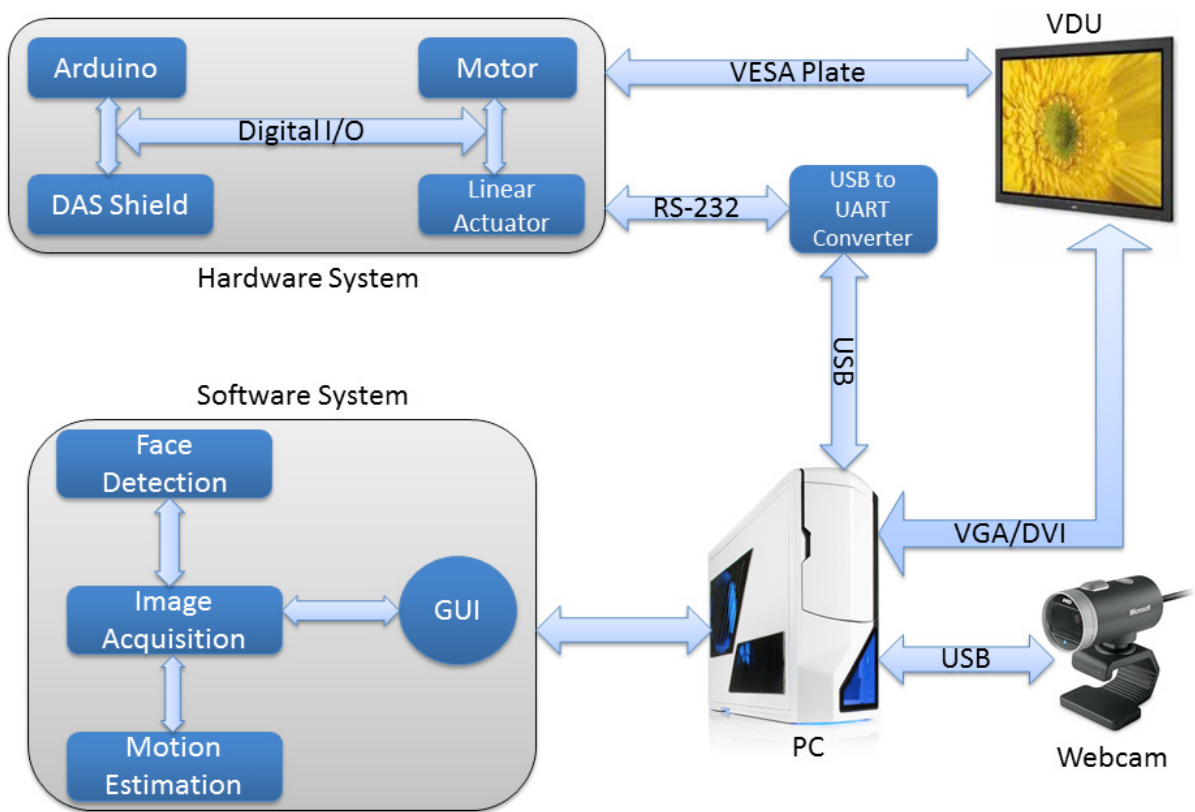 VDU
Arduino
Motor
VESA Plate
Digital I/O
DAS Shield
Linear
Actuator
RS-232
USB to
UART
Converter
Hardware System
USB
Software System
Face
Detection
VGA/DVI
Image
Acquisition
GUI
Microsoft
USB
Motion
Estimation
PC
Webcam